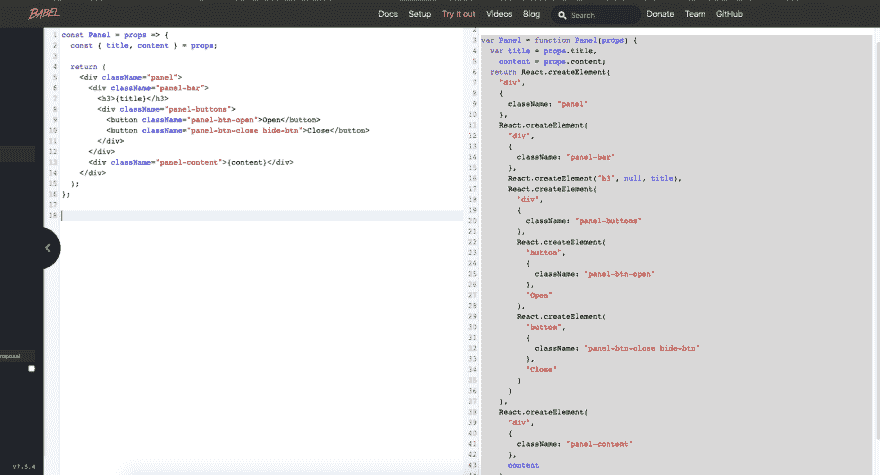 BABEL
Docs Setup Try it out Videos Blog Search Donate Team GitHub
1 const Panel = props => {
2 const { title, content } = props;
3
4 return (
5 <div className="panel">
6 <div className="panel-bar">
7 <h3>{title}</h3>
8 <div className="panel-buttons">
9 <button className="panel-btn-open">Open</button>
10 <button className="panel-btn-close hide-btn">Close</button>
11 </div>
12 </div>
13 <div className="panel-content">{content}</div>
14 </div>
15 );
16 };
17
18
2
3 var Panel = function Panel(props) {
4 var title = props.title,
5 content = props.content;
6 return React.createElement(
7 "div",
8 {
9 className: "panel"
10 },
11 React.createElement(
12 "div",
13 {
14 className: "panel-bar"
15 },
16 React.createElement("h3", null, title),
17 React.createElement(
18 "div",
19 {
20 className: "panel-buttons"
21 },
22 React.createElement(
23 "button",
24 {
25 className: "panel-btn-open"
26 },
27 "Open"
28 ),
29 React.createElement(
30 "button",
31 {
32 className: "panel-btn-close hide-btn"
33 },
34 "Close"
35 )
36 )
37 ),
38 React.createElement(
39 "div",
40 {
41 className: "panel-content"
42 },
43 content
roposal
v7.5.4